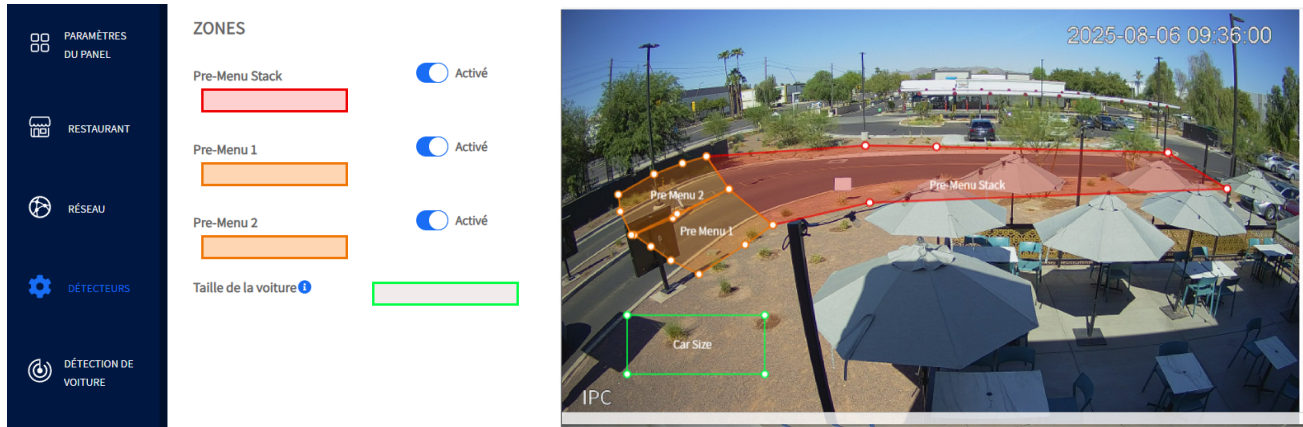 PARAMÈTRES
DU PANEL
RESTAURANT
RÉSEAU
DÉTECTEURS
DÉTECTION DE
VOITURE
ZONES
Pre-Menu Stack
Activé
Pre-Menu 1
Activé
Pre-Menu 2
Activé
Taille de la voiture
2025-08-06 09:36:00
Pre Menu 2
Pre-Menu Stack
Pre Menu 1
Car Size
IPC